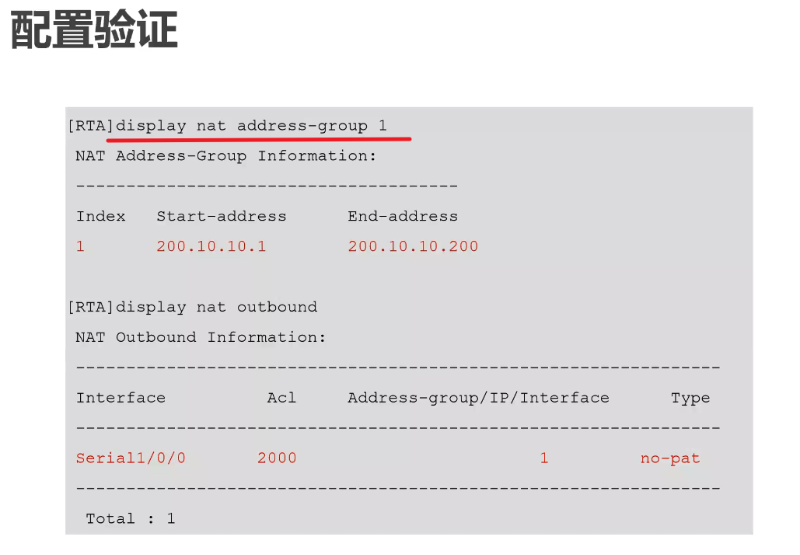 配置验证
[RTA]display nat address-group 1
NAT Address-Group Information:
--------------------------------------
Index   Start-address      End-address
1       200.10.10.1        200.10.10.200
[RTA]display nat outbound
NAT Outbound Information:
----------------------------------------------------------------
Interface          Acl     Address-group/IP/Interface      Type
----------------------------------------------------------------
Serial1/0/0       2000                        1         no-pat
----------------------------------------------------------------
Total : 1